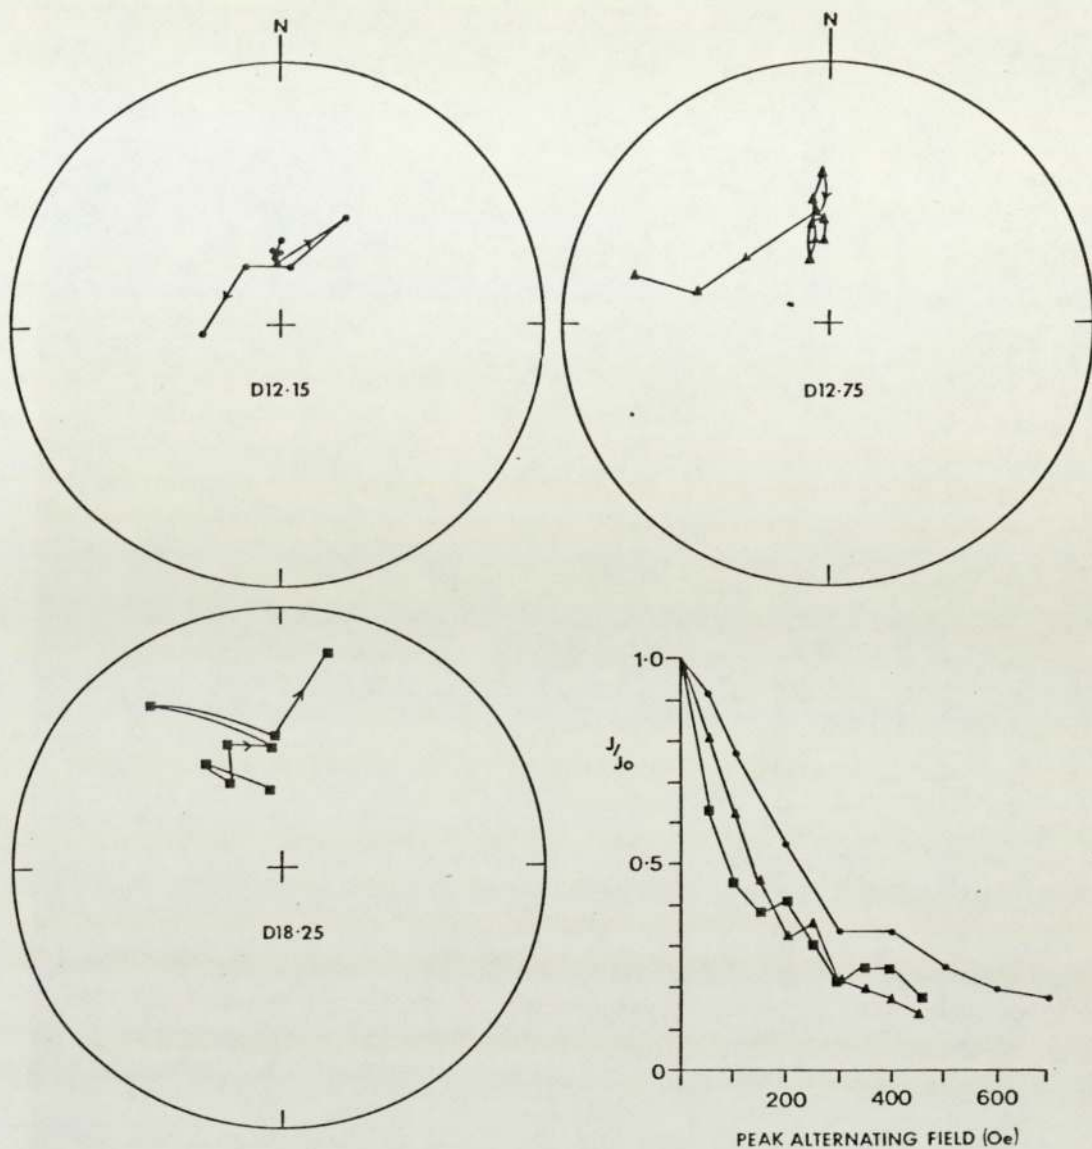 N
N
D12·15
D12·75
D18·25
1·0
J/Jo
0·5
0
200
400
600
PEAK ALTERNATING FIELD (Oe)